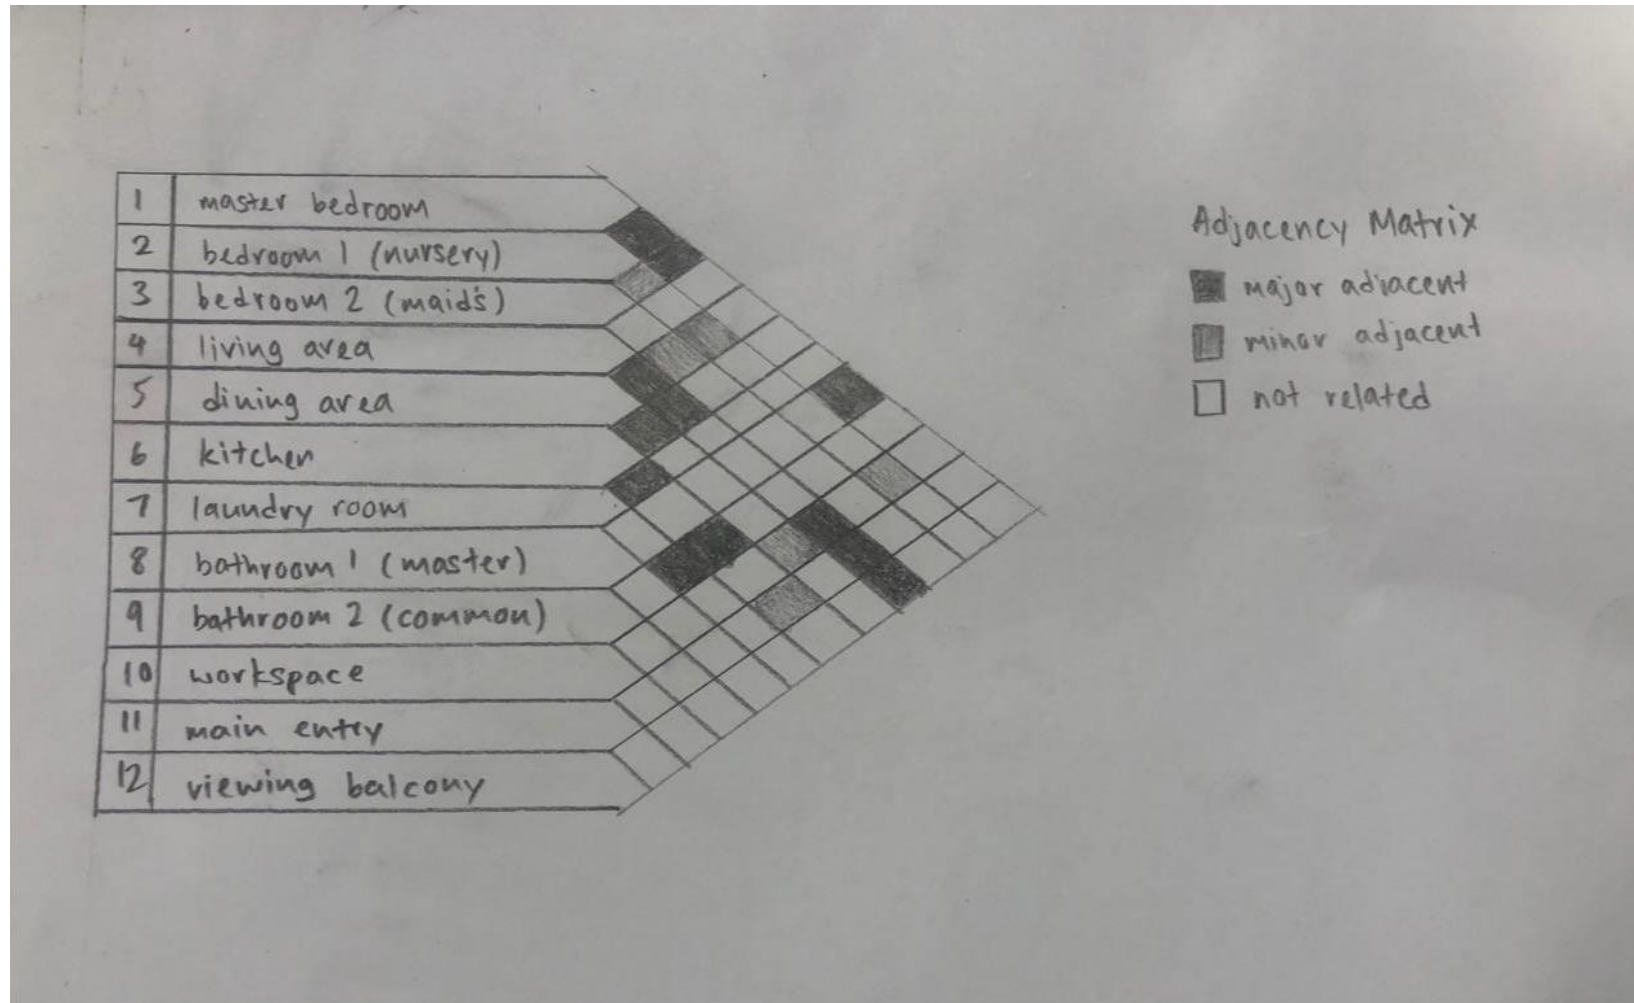 1 master bedroom
2 bedroom 1 (nursery)
3 bedroom 2 (maid's)
4 living area
5 dining area
6 kitchen
7 laundry room
8 bathroom 1 (master)
9 bathroom 2 (common)
10 workspace
11 main entry
12 viewing balcony
Adjacency Matrix
major adjacent
minor adjacent
not related